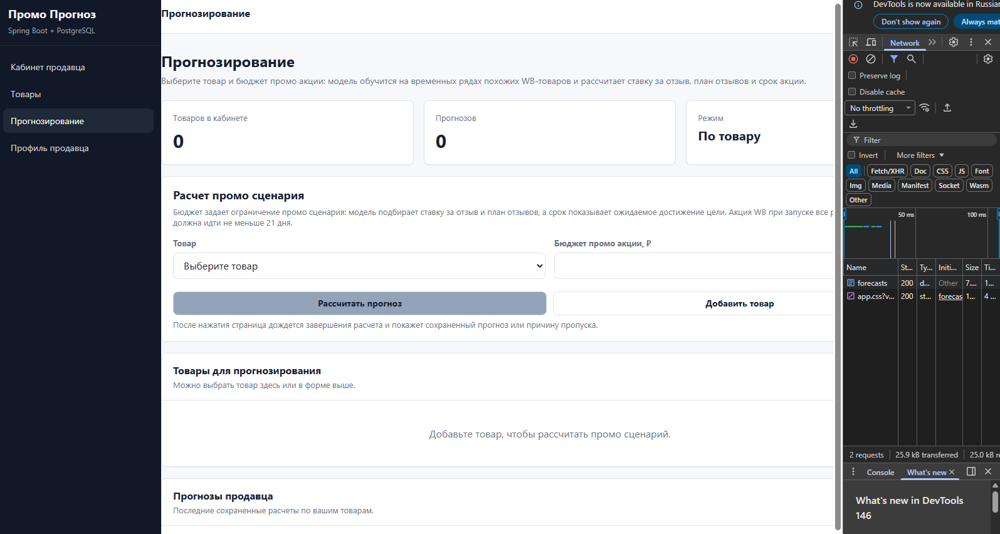 Промо Прогноз
Spring Boot + PostgreSQL
Кабинет продавца
Товары
Прогнозирование
Профиль продавца
Прогнозирование
Прогнозирование
Выберите товар и бюджет промо акции: модель обучится на временных рядах похожих WB-товаров и рассчитает ставку за отзыв, план отзывов и срок акции.
Товаров в кабинете
0
Прогнозов
0
Режим
По товару
Расчет промо сценария
Бюджет задает ограничение промо сценария: модель подбирает ставку за отзыв и план отзывов, а срок показывает ожидаемое достижение цели. Акция WB при запуске все р
должна идти не меньше 21 дня.
Товар
Бюджет промо акции, ₽
Выберите товар
Рассчитать прогноз
Добавить товар
После нажатия страница дождется завершения расчета и покажет сохраненный прогноз или причину пропуска.
Товары для прогнозирования
Можно выбрать товар здесь или в форме выше.
Добавьте товар, чтобы рассчитать промо сценарий.
Прогнозы продавца
Последние сохраненные расчеты по вашим товарам.
DevTools is now available in Russian
Don't show again
Always mat
Network
Preserve log
Disable cache
No throttling
Filter
Invert
More filters
All
Fetch/XHR
Doc
CSS
JS
Font
Img
Media
Manifest
Socket
Wasm
Other
50 ms
100 ms
Name St... Ty... Initi... Size Ti...
forecasts 200 d... Other 7.... 1...
app.css?v... 200 st... forecas 1... 4 ...
2 requests
25.9 kB transferred
25.0 kB re
Console
What's new
What's new in DevTools
146